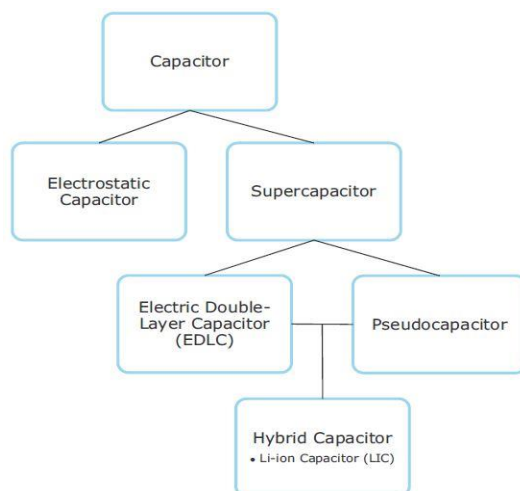 Capacitor
Electrostatic
Capacitor
Supercapacitor
Electric Double-
Layer Capacitor
(EDLC)
Pseudocapacitor
Hybrid Capacitor
• Li-ion Capacitor (LIC)